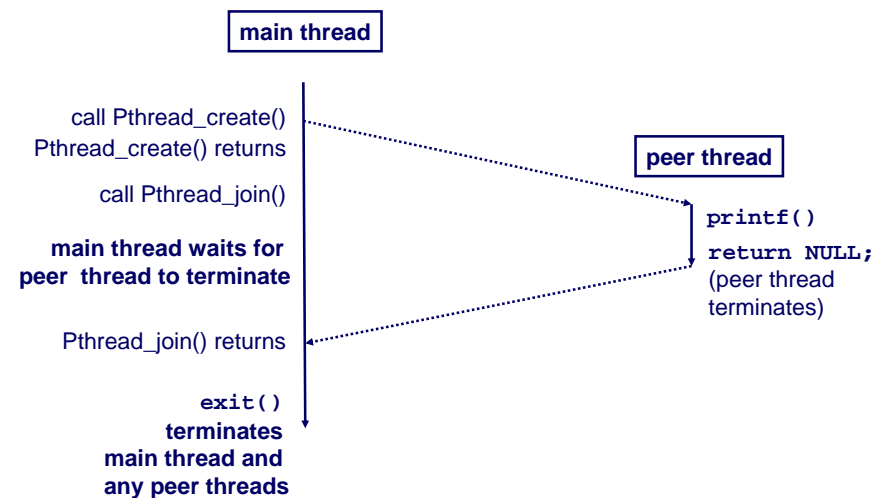 main thread
call Pthread_create()
Pthread_create() returns
peer thread
call Pthread_join()
printf()
main thread waits for
peer thread to terminate
return NULL;
(peer thread
terminates)
Pthread_join() returns
exit()
terminates
main thread and
any peer threads